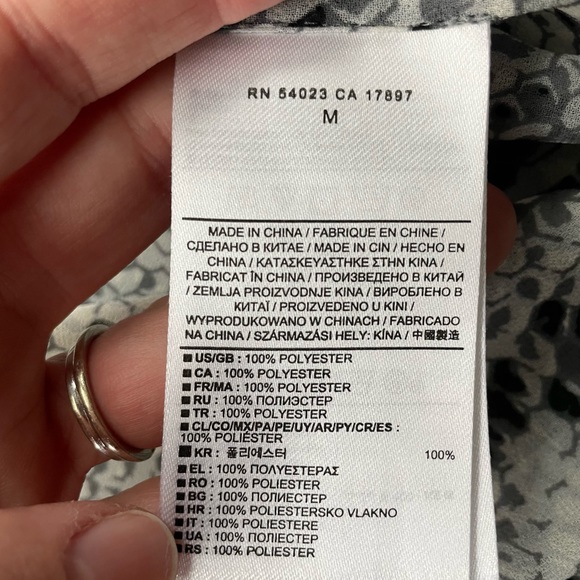 RN 54023 CA 17897
M
MADE IN CHINA / FABRIQUE EN CHINE /
СДЕЛАНО В КИТАЕ / MADE IN CIN / HECHO EN
CHINA / ΚΑΤΑΣΚΕΥΑΣΤΗΚΕ ΣΤΗΝ ΚΙΝΑ /
FABRICAT ÎN CHINA / ПРОИЗВЕДЕНО В КИТАЙ
/ ZEMLJA PROIZVODNJE KINA / ВИРОБЛЕНО В
КИТАЇ / PROIZVEDENO U KINI /
WYPRODUKOWANO W CHINACH / FABRICADO
NA CHINA / SZÁRMAZÁSI HELY: KÍNA / 中國製造
US/GB : 100% POLYESTER
CA : 100% POLYESTER
FR/MA : 100% POLYESTER
RU : 100% ПОЛИЭСТЕР
TR : 100% POLYESTER
CL/CO/MX/PA/PE/UY/AR/PY/CR/ES :
100% POLIÉSTER
KR : 폴리에스터 100%
EL : 100% ΠΟΛΥΕΣΤΕΡΑΣ
RO : 100% POLIESTER
BG : 100% ПОЛИЕСТЕР
HR : 100% POLIESTERSKO VLAKNO
IT : 100% POLIESTERE
UA : 100% ПОЛІЕСТЕР
RS : 100% POLIESTER